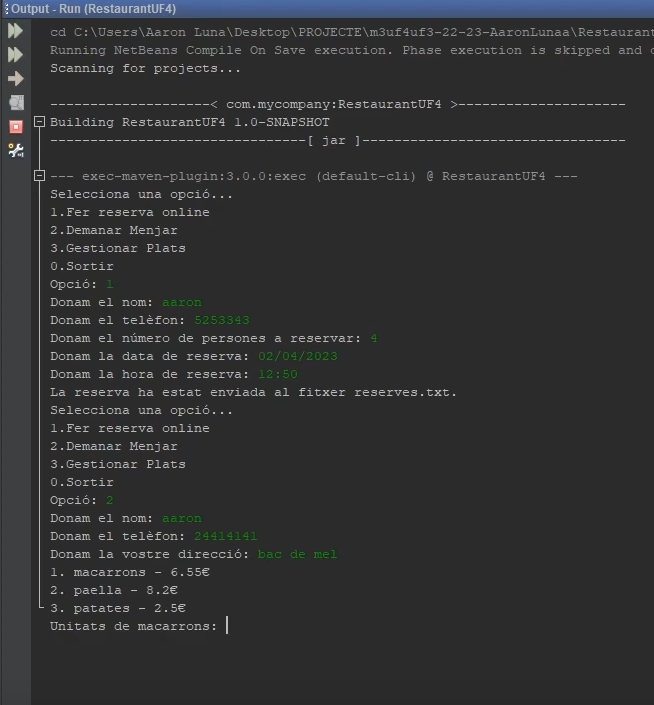 Output - Run (RestaurantUF4)
cd C:\Users\Aaron Luna\Desktop\PROJECTE\m3uf4uf3-22-23-AaronLunaa\Restaurant
Running NetBeans Compile On Save execution. Phase execution is skipped and
Scanning for projects...
--------------------< com.mycompany:RestaurantUF4 >---------------------
Building RestaurantUF4 1.0-SNAPSHOT
--------------------------------[ jar ]---------------------------------
--- exec-maven-plugin:3.0.0:exec (default-cli) @ RestaurantUF4 ---
Selecciona una opció...
1.Fer reserva online
2.Demanar Menjar
3.Gestionar Plats
0.Sortir
Opció: 1
Donam el nom: aaron
Donam el telèfon: 5253343
Donam el número de persones a reservar: 4
Donam la data de reserva: 02/04/2023
Donam la hora de reserva: 12:50
La reserva ha estat enviada al fitxer reserves.txt.
Selecciona una opció...
1.Fer reserva online
2.Demanar Menjar
3.Gestionar Plats
0.Sortir
Opció: 2
Donam el nom: aaron
Donam el telèfon: 24414141
Donam la vostre direcció: bac de mel
1. macarrons - 6.55€
2. paella - 8.2€
3. patates - 2.5€
Unitats de macarrons: